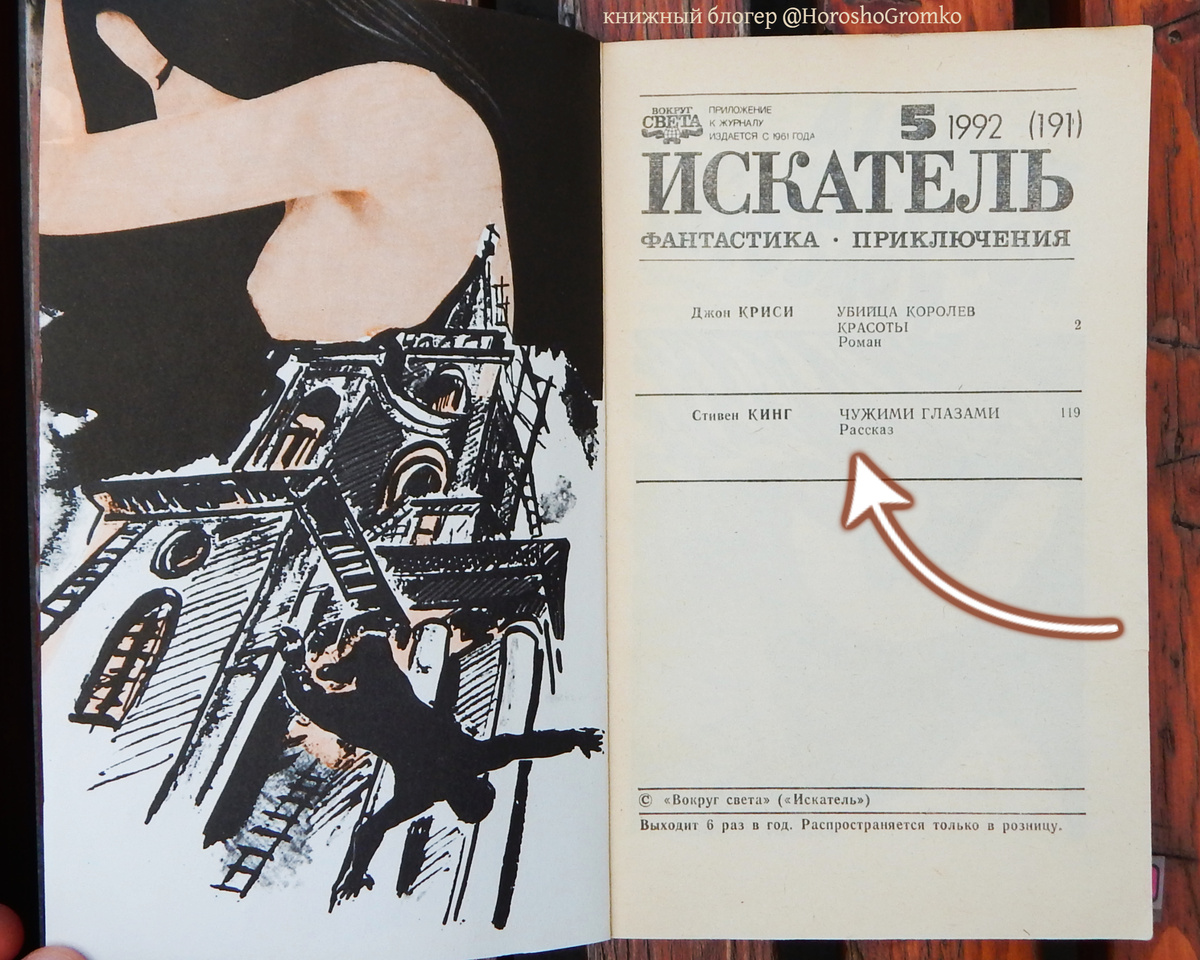 книжный блогер @HoroshoGromko
ВОКРУГ
СВЕТА
ПРИЛОЖЕНИЕ
К ЖУРНАЛУ
ИЗДАЕТСЯ С 1961 ГОДА
5 1992 (191)
ИСКАТЕЛЬ
ФАНТАСТИКА · ПРИКЛЮЧЕНИЯ
Джон КРИСИ УБИЙЦА КОРОЛЕВ
КРАСОТЫ 2
Роман
Стивен КИНГ ЧУЖИМИ ГЛАЗАМИ 119
Рассказ
© «Вокруг света» («Искатель»)
Выходит 6 раз в год. Распространяется только в розницу.